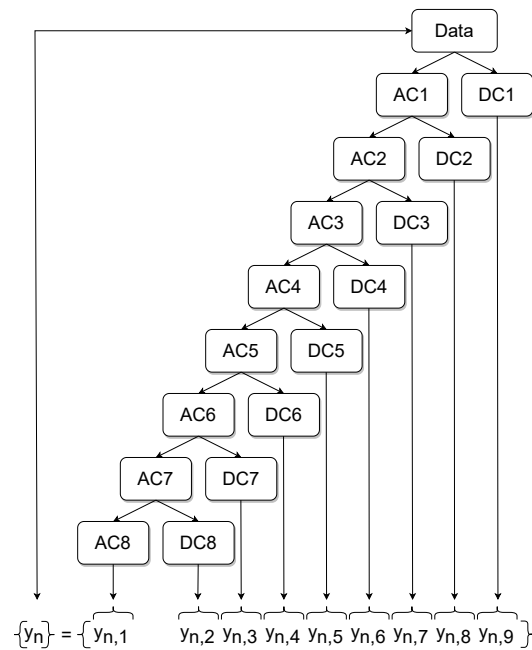 Data
AC1 DC1
AC2 DC2
AC3 DC3
AC4 DC4
AC5 DC5
AC6 DC6
AC7 DC7
AC8 DC8
{yn} = {yn,1 yn,2 yn,3 yn,4 yn,5 yn,6 yn,7 yn,8 yn,9}